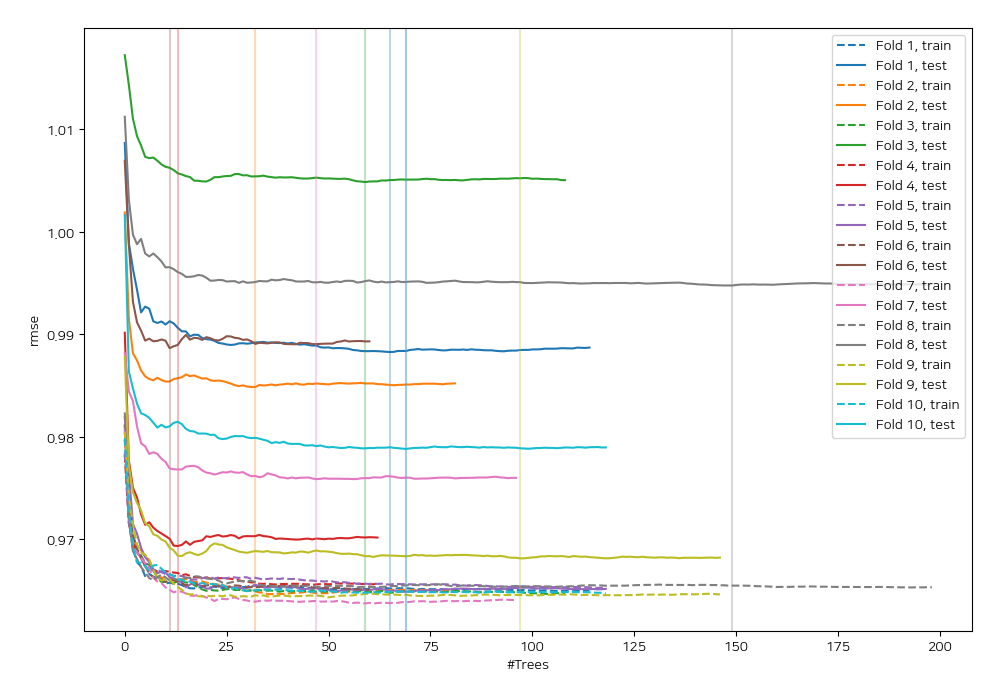 1,01
1,00
0,99
0,98
0,97
rmse
0
25
50
75
100
125
150
175
200
#Trees
Fold 1, train
Fold 1, test
Fold 2, train
Fold 2, test
Fold 3, train
Fold 3, test
Fold 4, train
Fold 4, test
Fold 5, train
Fold 5, test
Fold 6, train
Fold 6, test
Fold 7, train
Fold 7, test
Fold 8, train
Fold 8, test
Fold 9, train
Fold 9, test
Fold 10, train
Fold 10, test